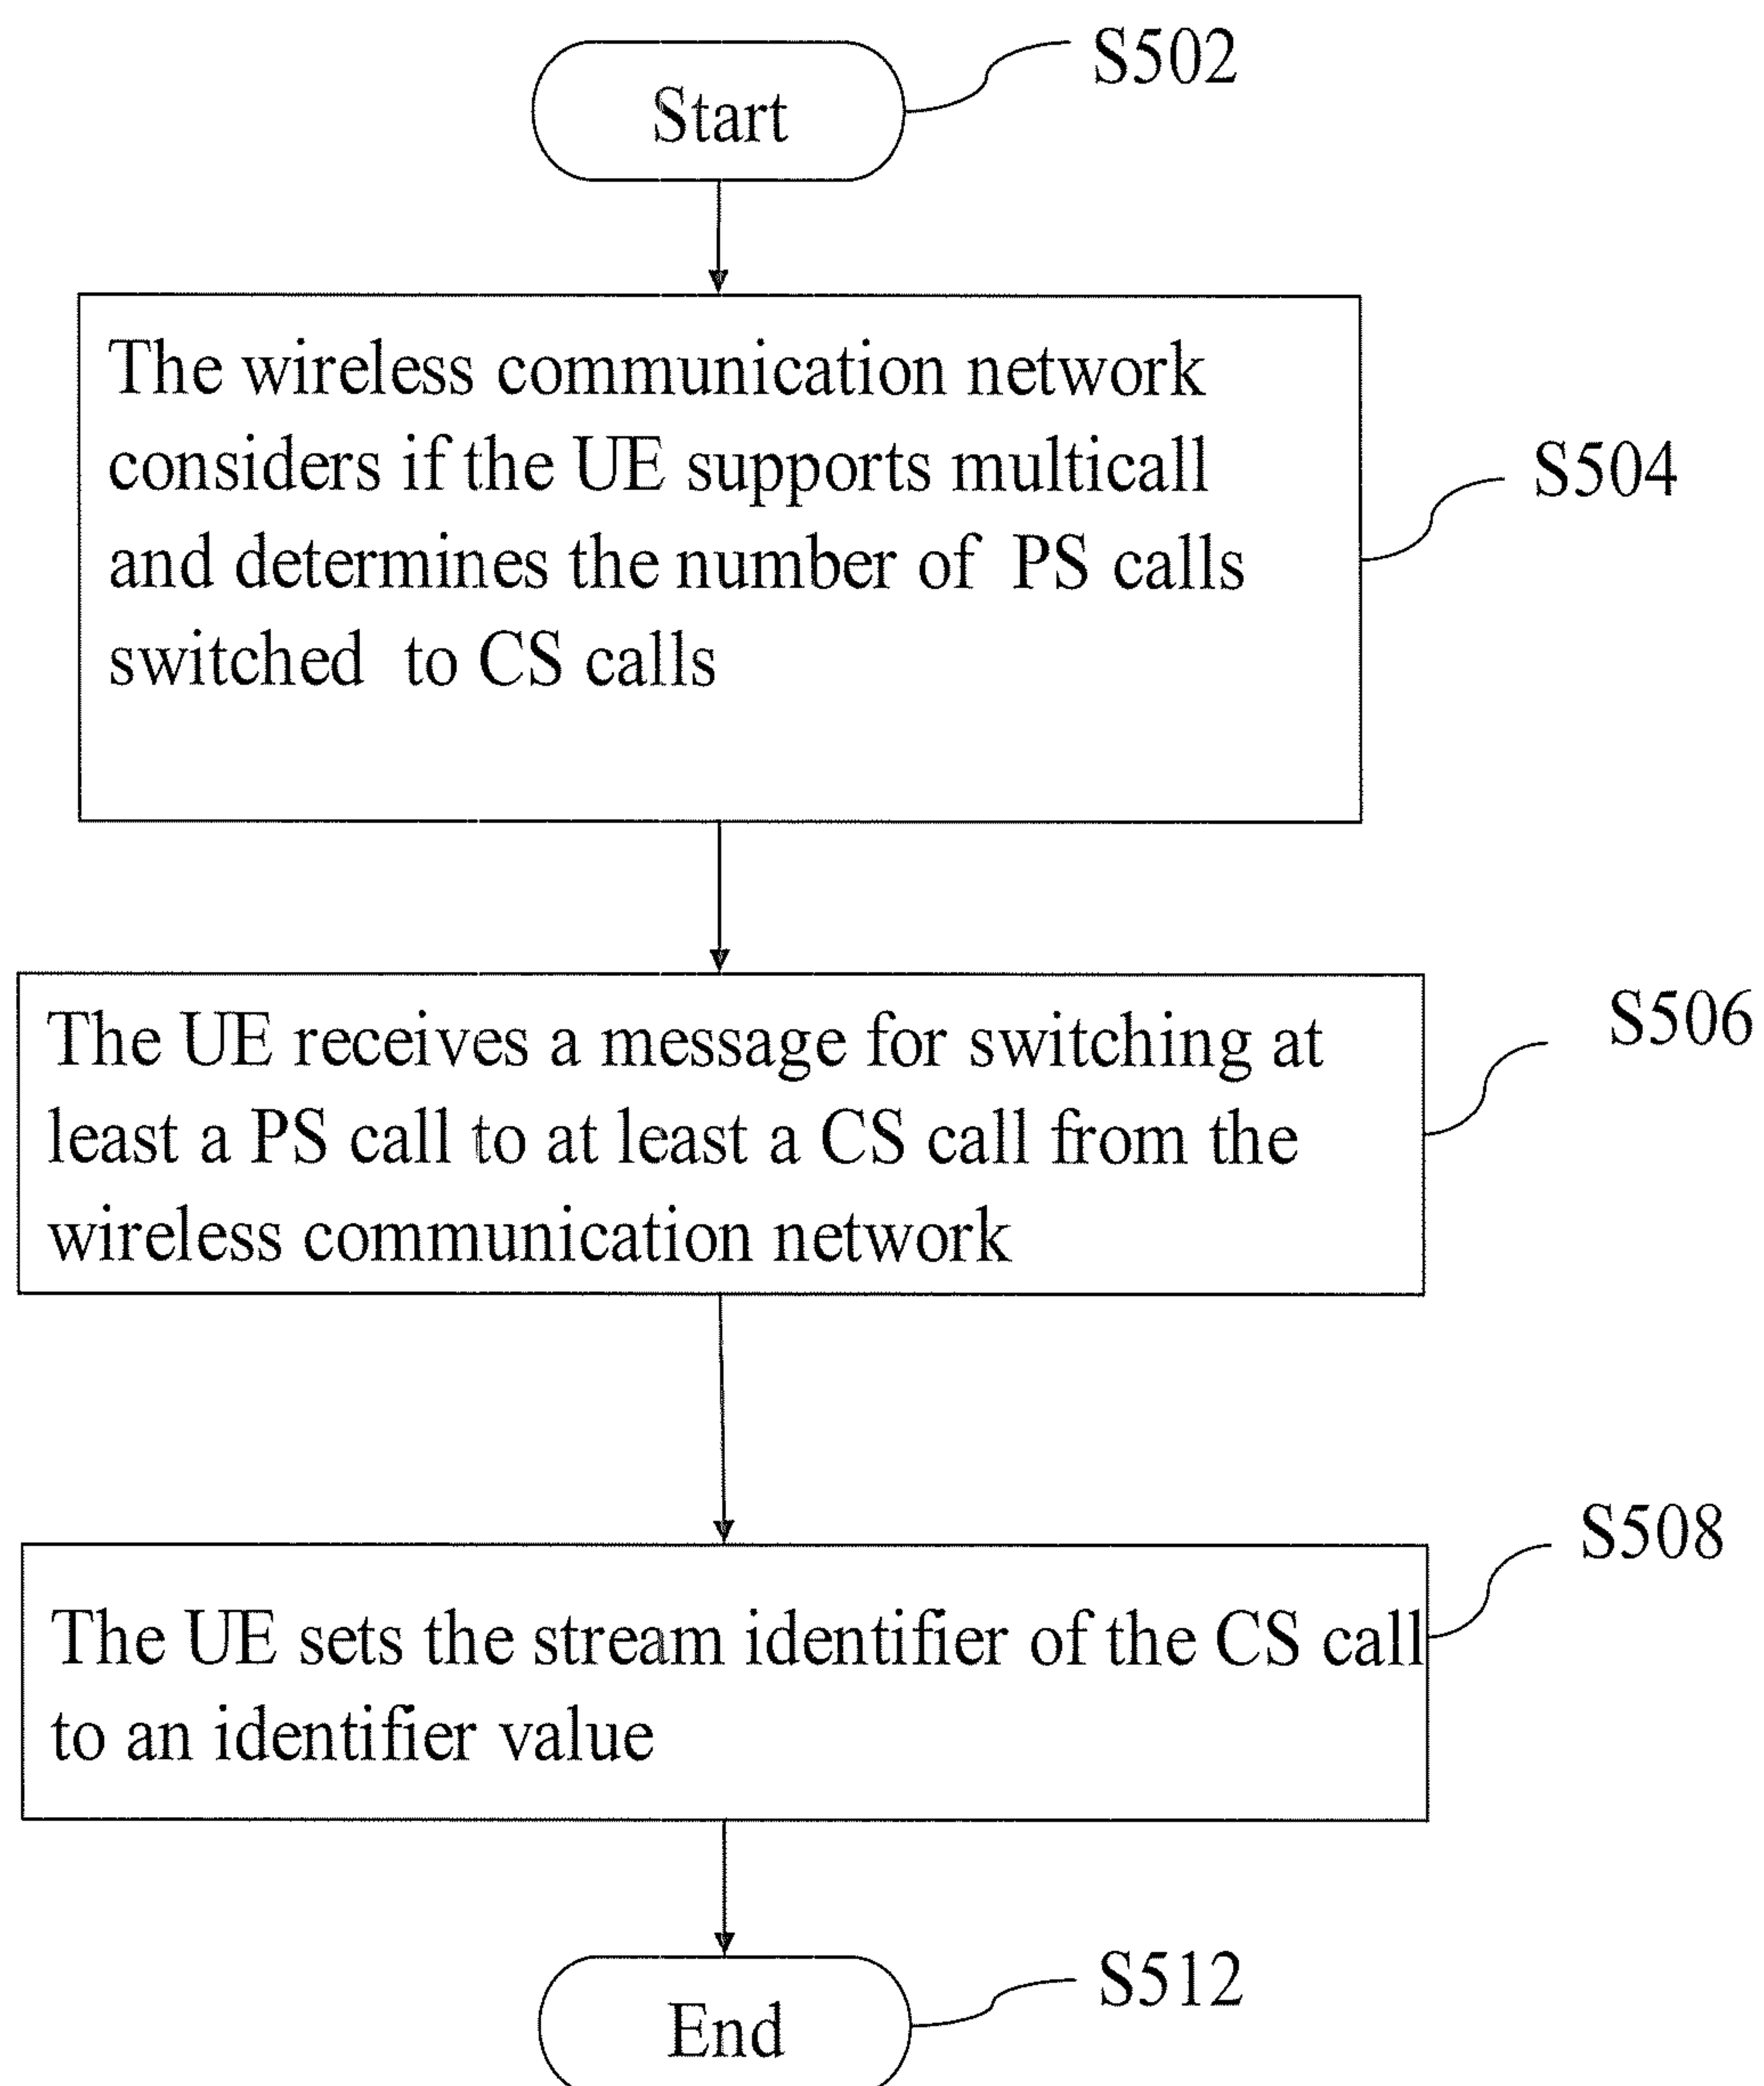 S502
Start
The wireless communication network
considers if the UE supports multicall
and determines the number of PS calls
switched to CS calls
S504
The UE receives a message for switching at
least a PS call to at least a CS call from the
wireless communication network
S506
S508
The UE sets the stream identifier of the CS call
to an identifier value
S512
End